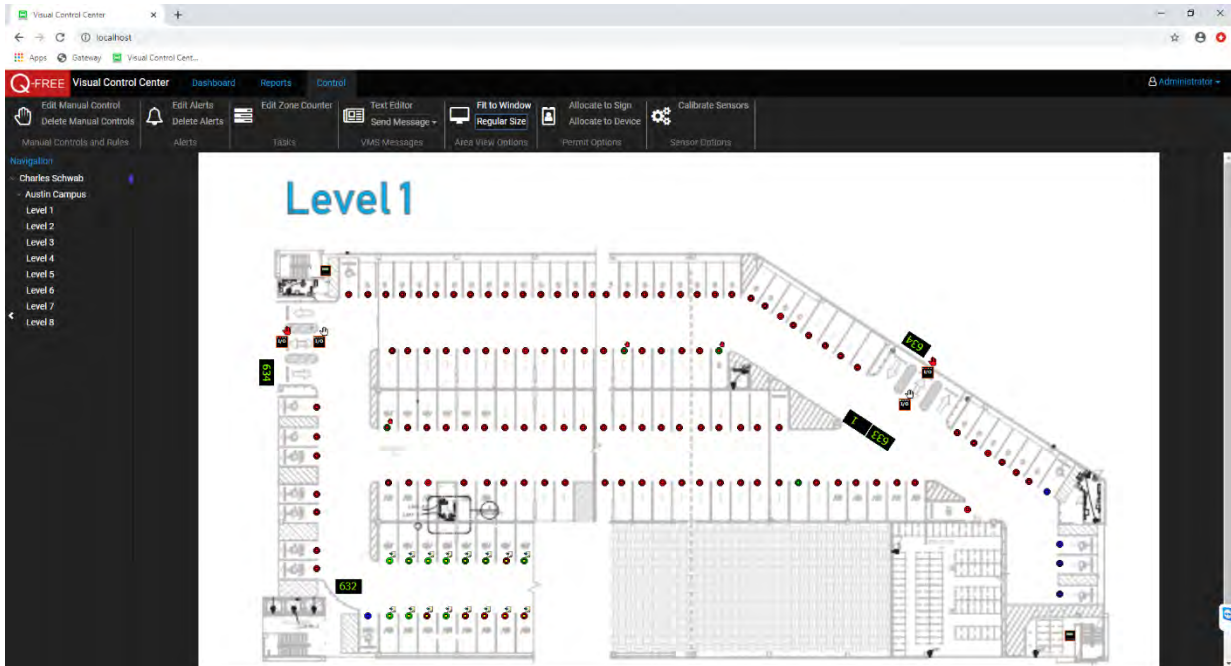 Visual Control Center
localhost
Apps Gateway Visual Control Cent...
Q-FREE Visual Control Center Dashboard Reports Control Administrator
Edit Manual Control Edit Alerts Edit Zone Counter Text Editor Fit to Window Allocate to Sign Calibrate Sensors
Delete Manual Controls Delete Alerts Send Message Regular Size Allocate to Device
Manual Controls and Rules Alerts Tasks VMS Messages Area View Options Permit Options Sensor Options
Navigation
Charles Schwab
Austin Campus
Level 1
Level 2
Level 3
Level 4
Level 5
Level 6
Level 7
Level 8
Level 1
634
I/O I/O
634
I/O
I/O
1 633
632